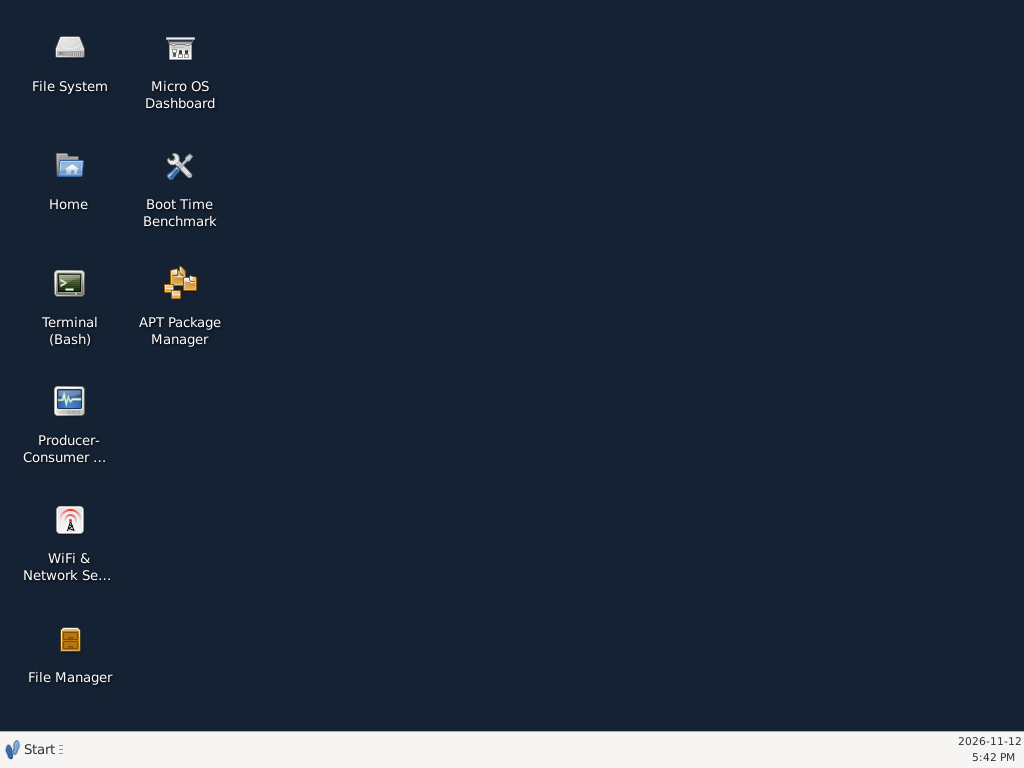 File System
Micro OS
Dashboard
Home
Boot Time
Benchmark
Terminal
(Bash)
APT Package
Manager
Producer-
Consumer ...
WiFi &
Network Se...
File Manager
Start
2026-11-12
5:42 PM